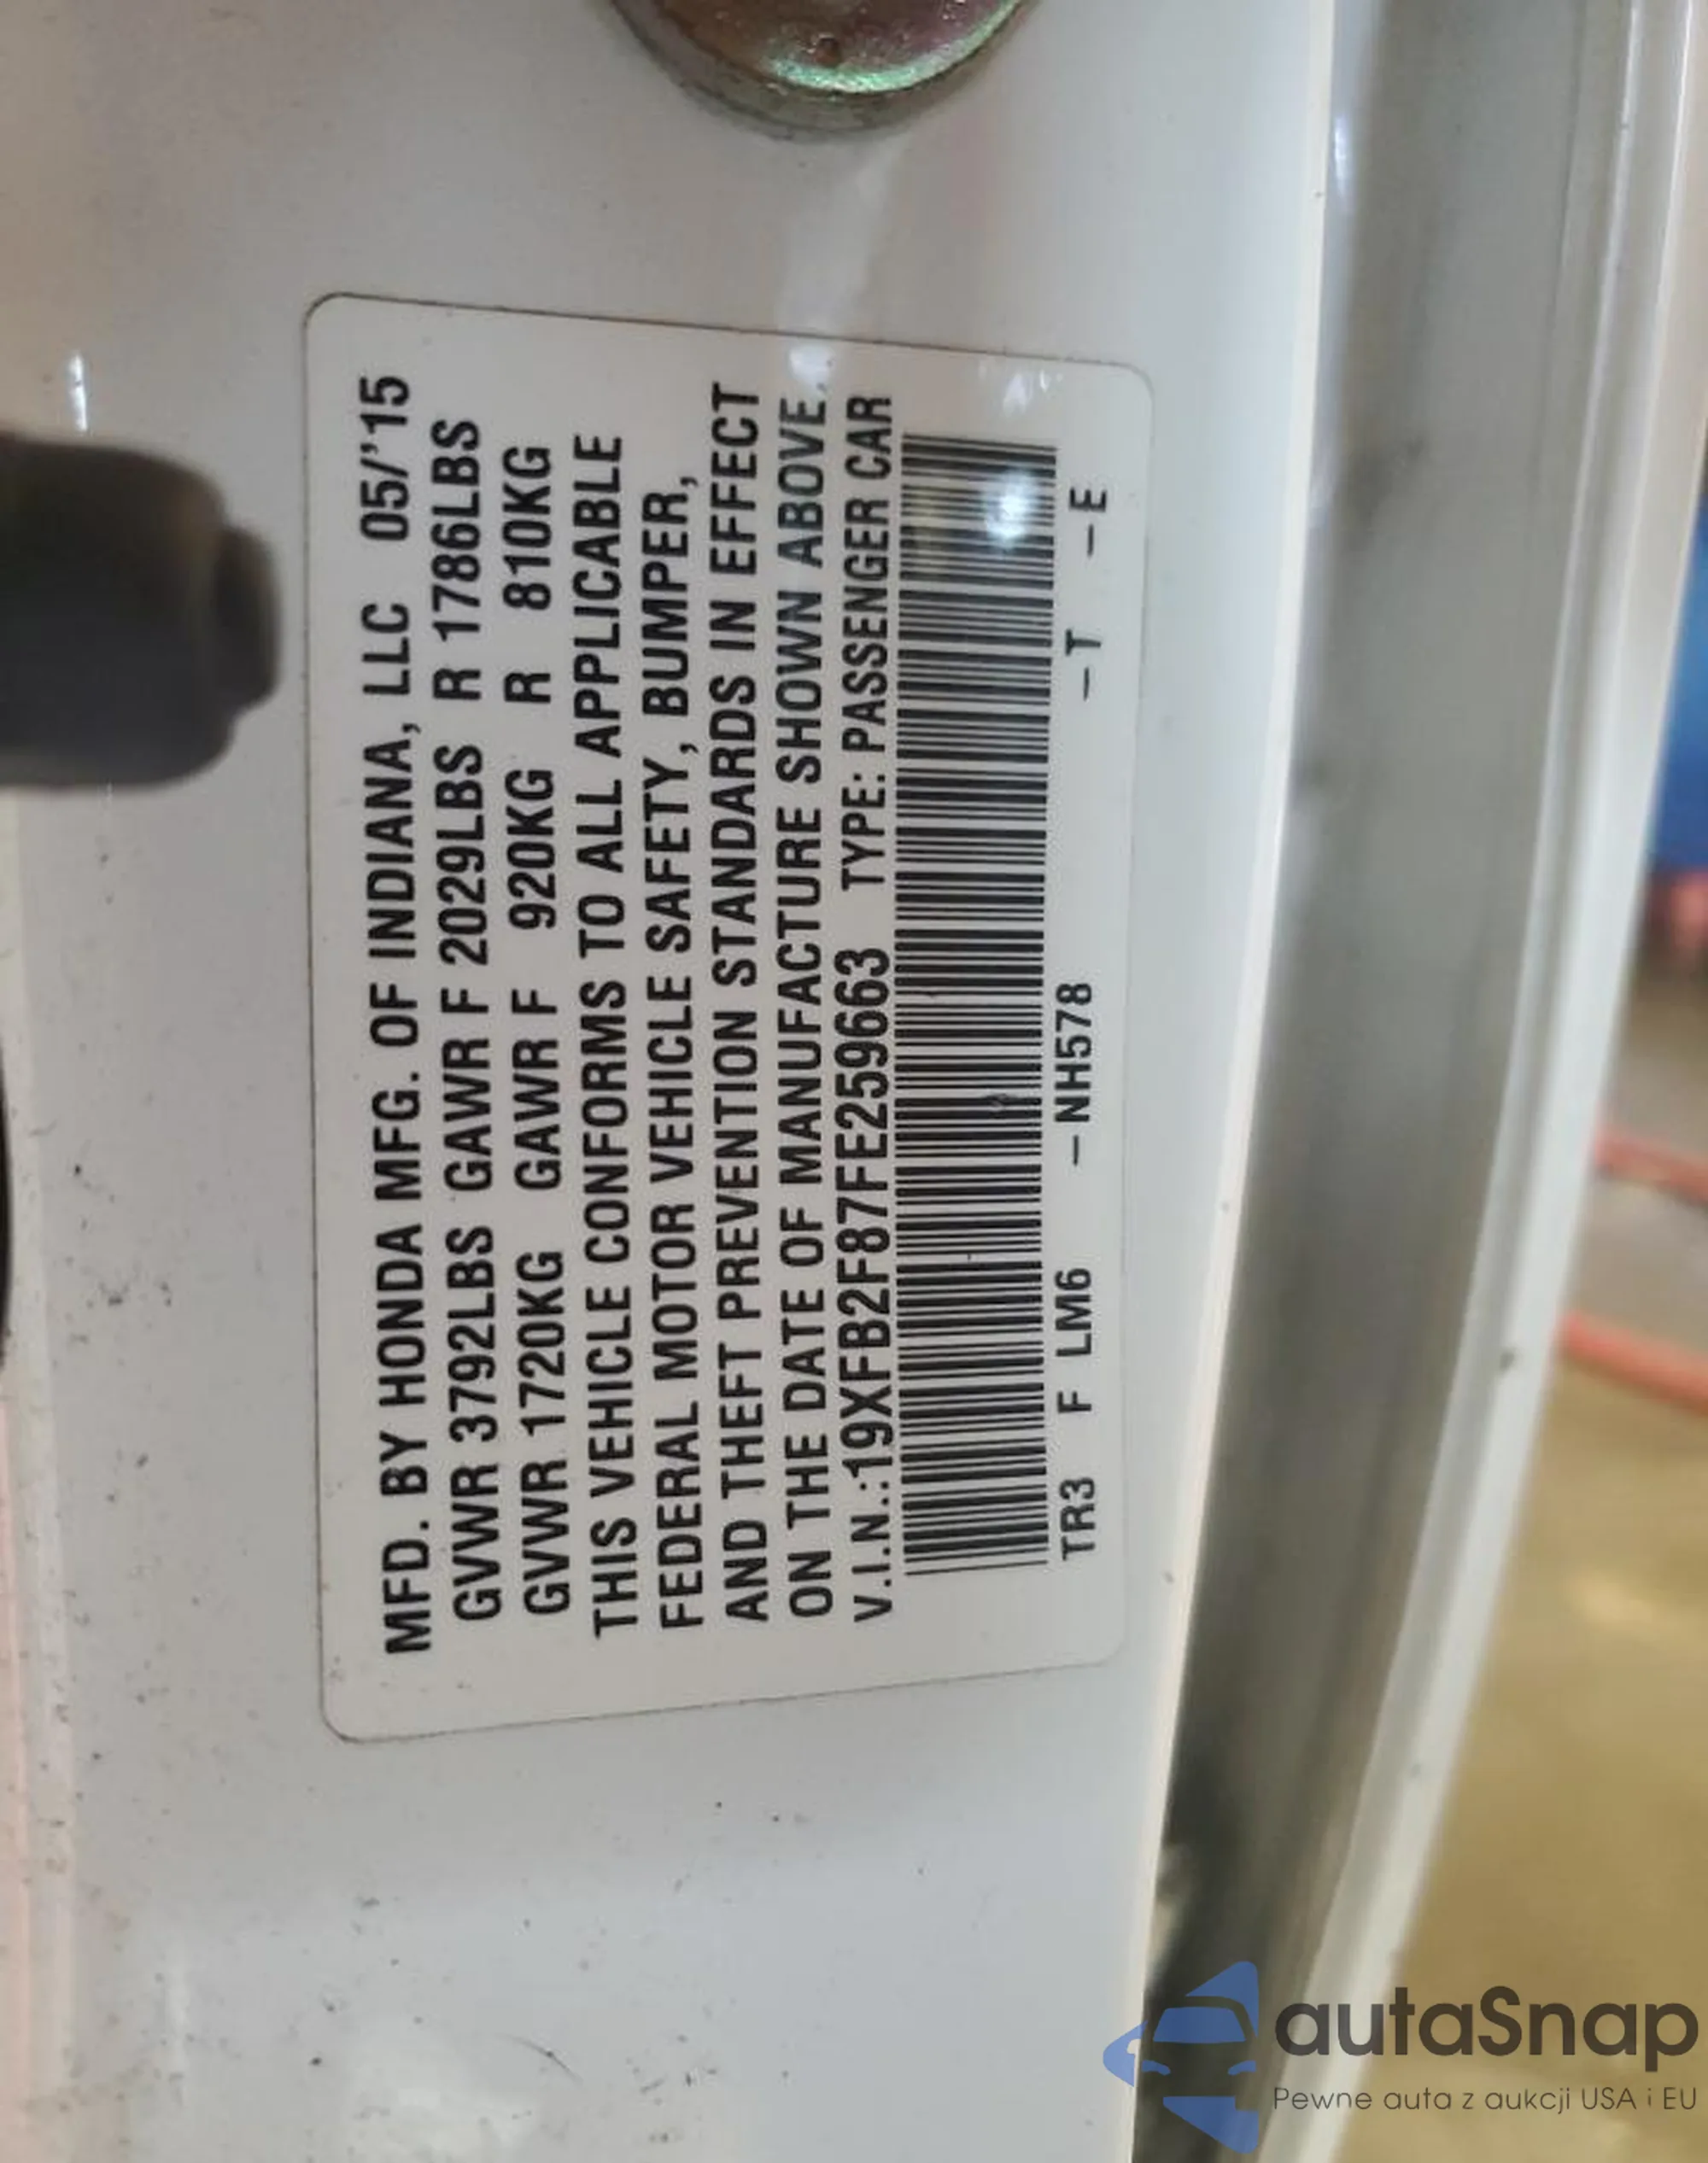 MFD. BY HONDA MFG. OF INDIANA, LLC 05/'15
GVWR 3792LBS GAWR F 2029LBS R 1786LBS
GVWR 1720KG GAWR F 920KG R 810KG
THIS VEHICLE CONFORMS TO ALL APPLICABLE
FEDERAL MOTOR VEHICLE SAFETY, BUMPER,
AND THEFT PREVENTION STANDARDS IN EFFECT
ON THE DATE OF MANUFACTURE SHOWN ABOVE.
V.I.N.:19XFB2F87FE259663 TYPE: PASSENGER CAR
TR3 F LM6 –NH578 –T –E
autaSnap
Pewne auta z aukcji USA i EU